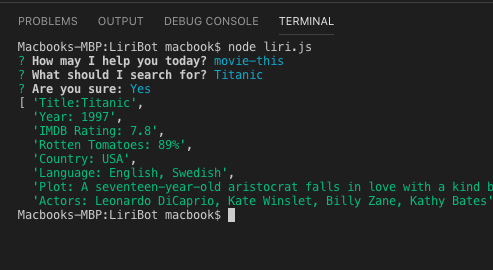 PROBLEMS OUTPUT DEBUG CONSOLE TERMINAL
Macbooks-MBP:LiriBot macbook$ node liri.js
? How may I help you today? movie-this
? What should I search for? Titanic
? Are you sure: Yes
[ 'Title:Titanic',
'Year: 1997',
'IMDB Rating: 7.8',
'Rotten Tomatoes: 89%',
'Country: USA',
'Language: English, Swedish',
'Plot: A seventeen-year-old aristocrat falls in love with a kind b
'Actors: Leonardo DiCaprio, Kate Winslet, Billy Zane, Kathy Bates'
Macbooks-MBP:LiriBot macbook$